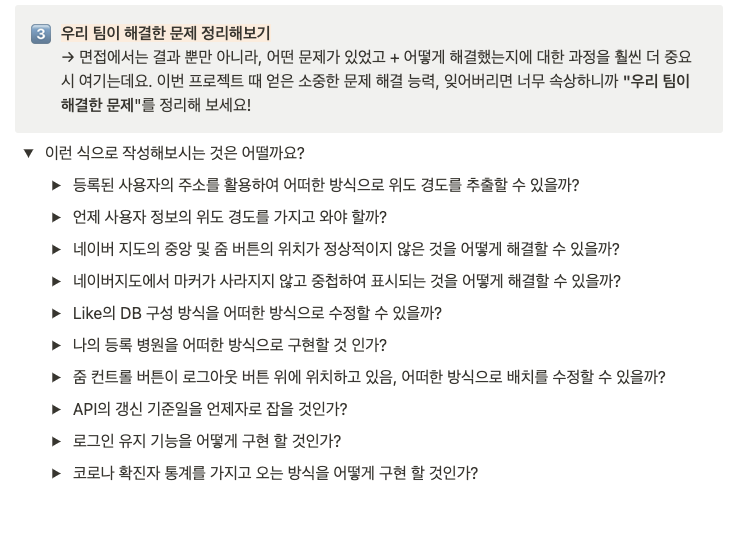 3 우리 팀이 해결한 문제 정리해보기
→ 면접에서는 결과 뿐만 아니라, 어떤 문제가 있었고 + 어떻게 해결했는지에 대한 과정을 훨씬 더 중요
시 여기는데요. 이번 프로젝트 때 얻은 소중한 문제 해결 능력, 잊어버리면 너무 속상하니까 "우리 팀이
해결한 문제"를 정리해 보세요!
▼ 이런 식으로 작성해보시는 것은 어떨까요?
▶ 등록된 사용자의 주소를 활용하여 어떠한 방식으로 위도 경도를 추출할 수 있을까?
▶ 언제 사용자 정보의 위도 경도를 가지고 와야 할까?
▶ 네이버 지도의 중앙 및 줌 버튼의 위치가 정상적이지 않은 것을 어떻게 해결할 수 있을까?
▶ 네이버지도에서 마커가 사라지지 않고 중첩하여 표시되는 것을 어떻게 해결할 수 있을까?
▶ Like의 DB 구성 방식을 어떠한 방식으로 수정할 수 있을까?
▶ 나의 등록 병원을 어떠한 방식으로 구현할 것 인가?
▶ 줌 컨트롤 버튼이 로그아웃 버튼 위에 위치하고 있음, 어떠한 방식으로 배치를 수정할 수 있을까?
▶ API의 갱신 기준일을 언제자로 잡을 것인가?
▶ 로그인 유지 기능을 어떻게 구현 할 것인가?
▶ 코로나 확진자 통계를 가지고 오는 방식을 어떻게 구현 할 것인가?